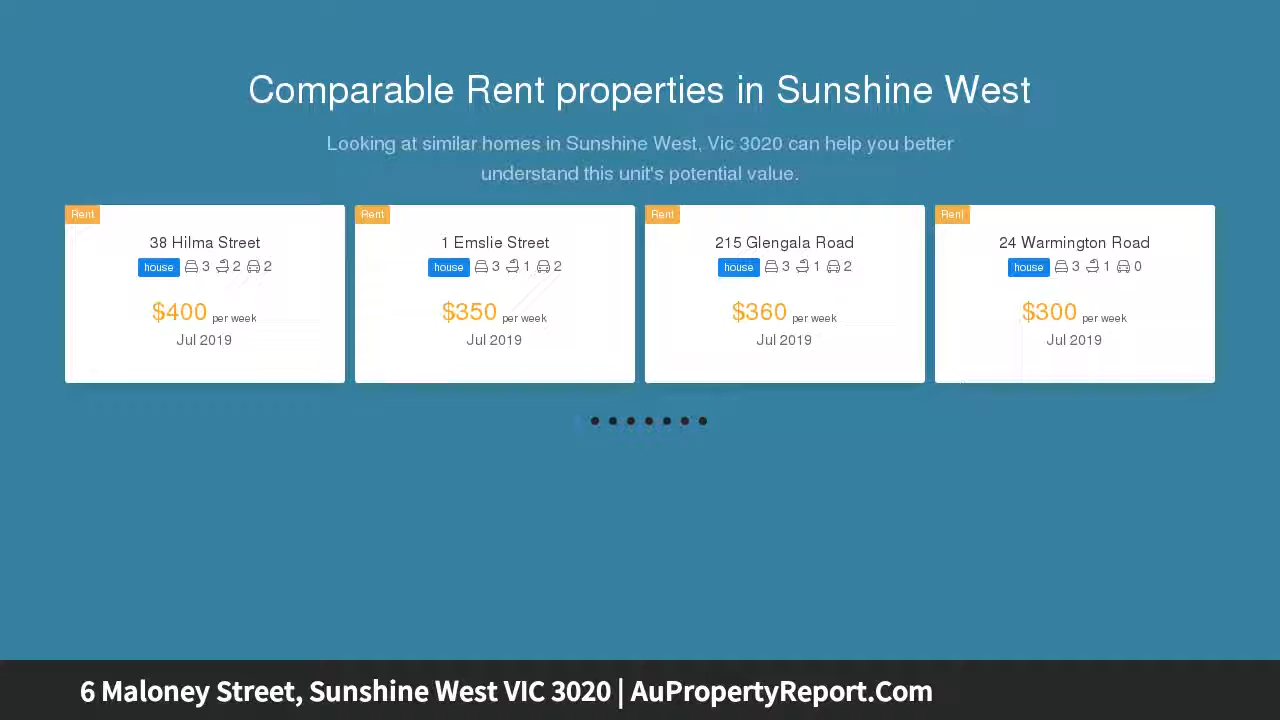 Comparable Rent properties in Sunshine West
Looking at similar homes in Sunshine West, Vic 3020 can help you better
understand this unit's potential value.
Rent
38 Hilma Street
house 3 2 2
$400 per week
Jul 2019
Rent
1 Emslie Street
house 3 1 2
$350 per week
Jul 2019
Rent
215 Glengala Road
house 3 1 2
$360 per week
Jul 2019
Rent
24 Warmington Road
house 3 1 0
$300 per week
Jul 2019
6 Maloney Street, Sunshine West VIC 3020 | AuPropertyReport.Com